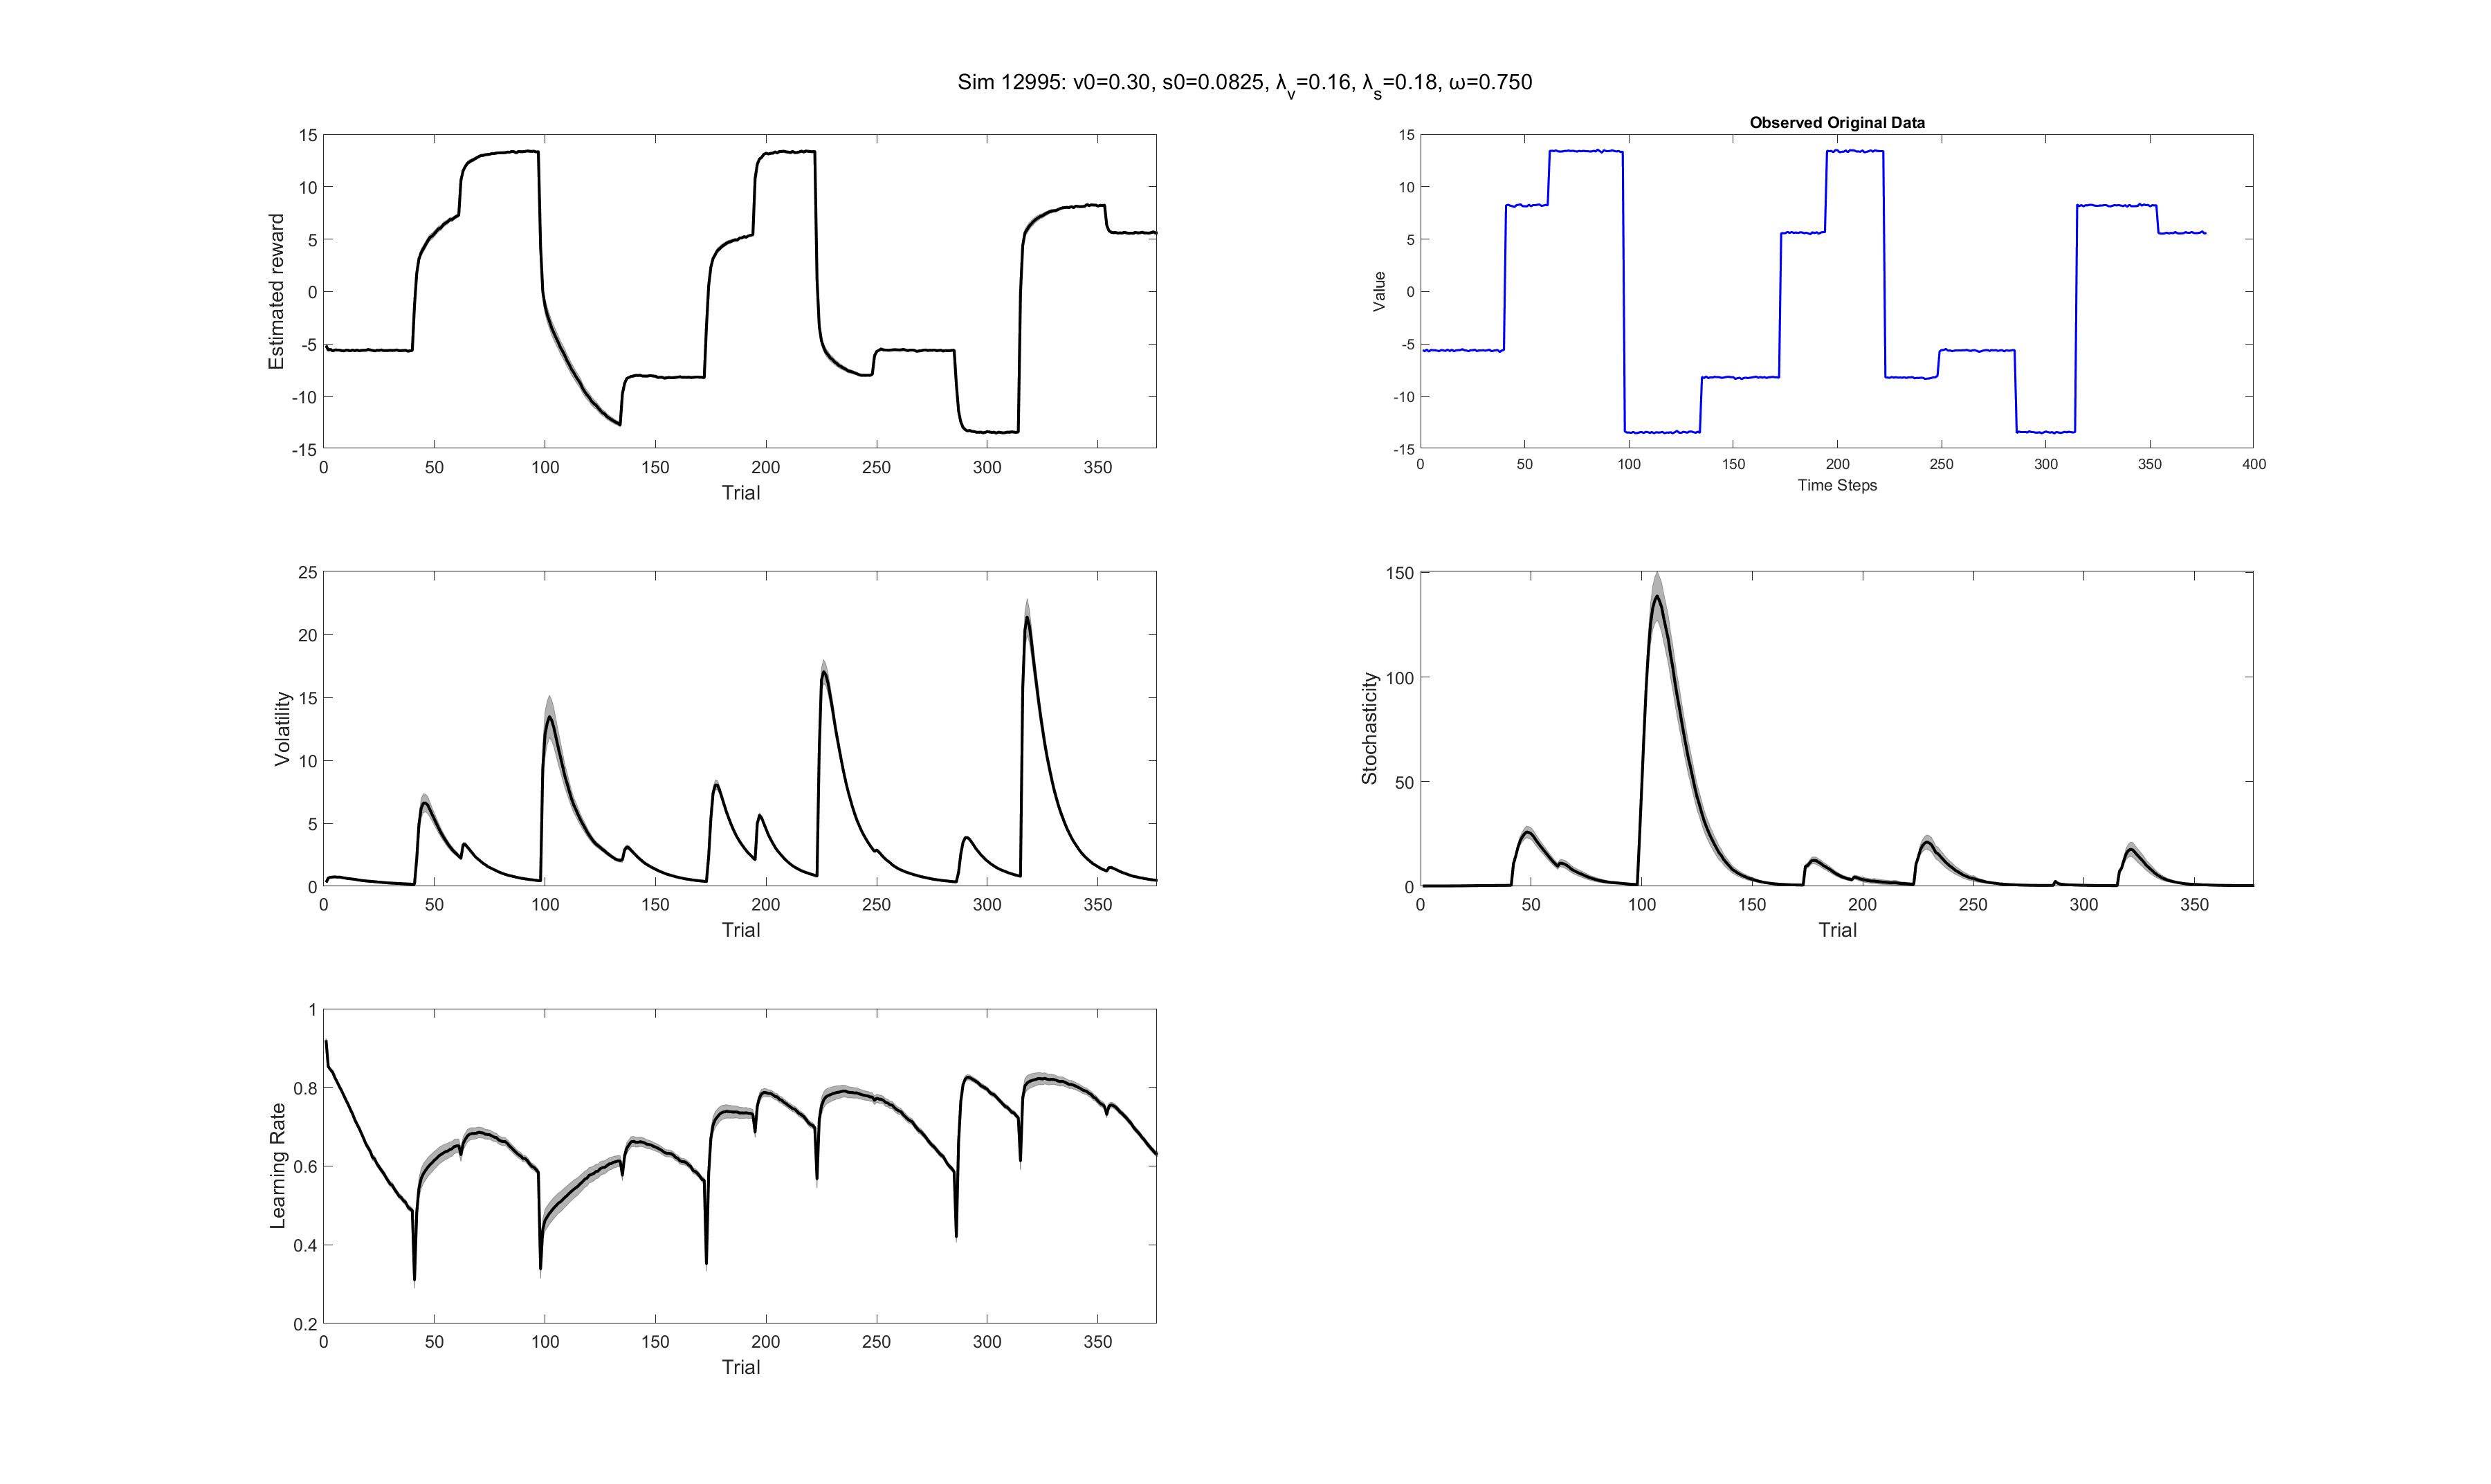 Sim 12995: v0=0.30, s0=0.0825, λv=0.16, λs=0.18, ω=0.750
Estimated reward
15
10
5
0
-5
-10
-15
0 50 100 150 200 250 300 350
Trial
Observed Original Data
Value
15
10
5
0
-5
-10
-15
0 50 100 150 200 250 300 350 400
Time Steps
Volatility
25
20
15
10
5
0
0 50 100 150 200 250 300 350
Trial
Stochasticity
150
100
50
0
0 50 100 150 200 250 300 350
Trial
Learning Rate
1
0.8
0.6
0.4
0.2
0 50 100 150 200 250 300 350
Trial